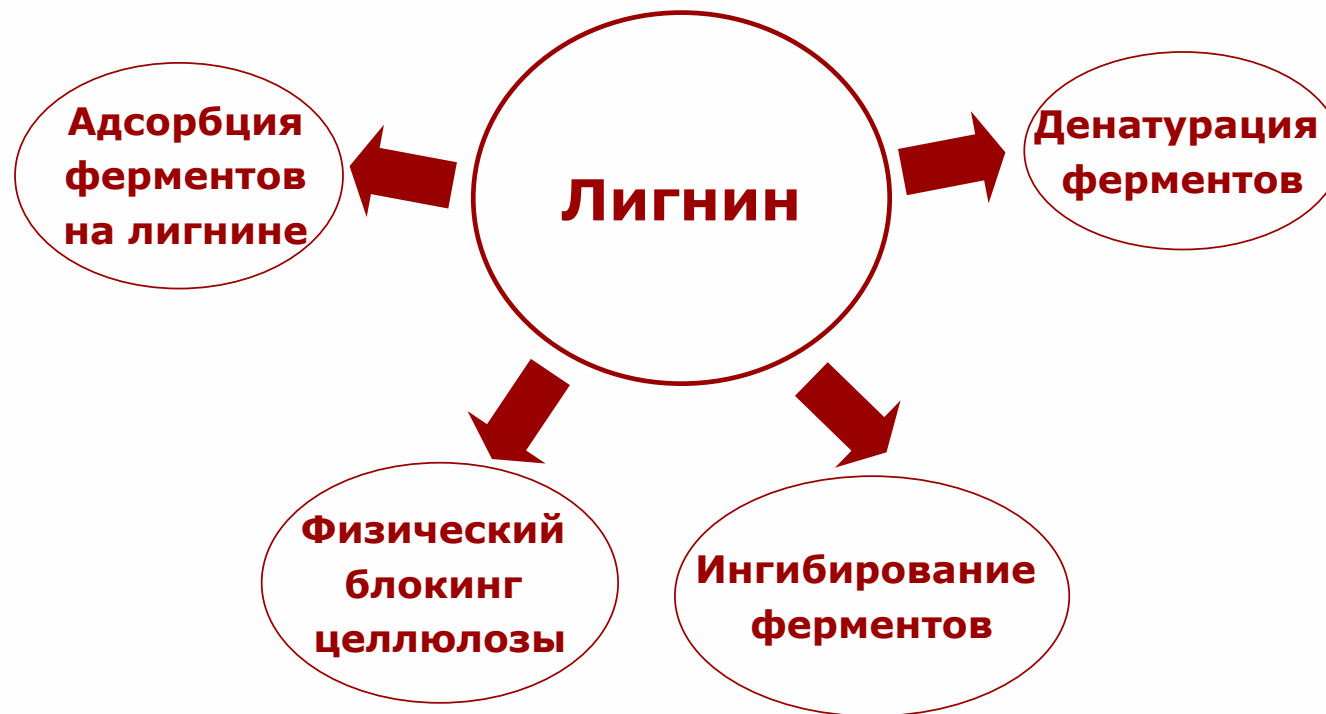 Лигнин
Адсорбция
ферментов
на лигнине
Денатурация
ферментов
Физический
блокинг
целлюлозы
Ингибирование
ферментов